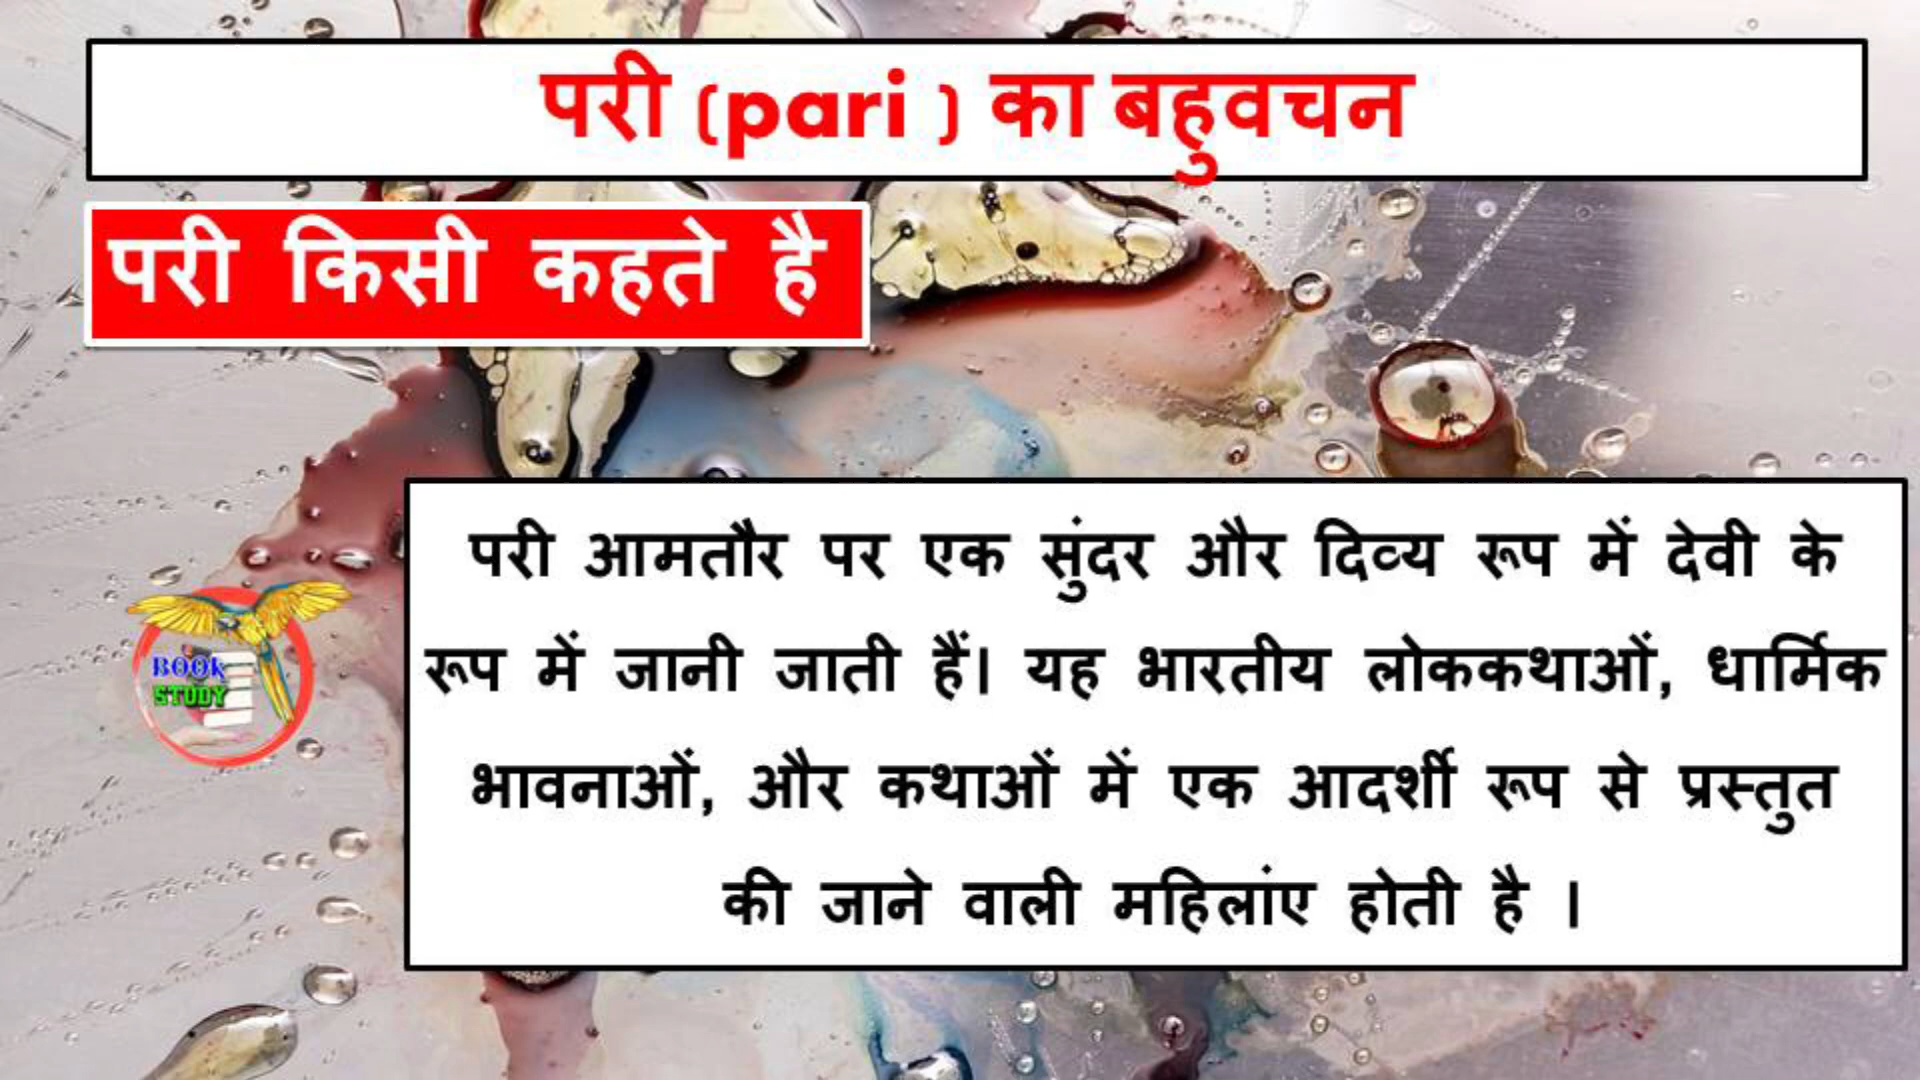 परी (pari ) का बहुवचन
परी किसी कहते है
परी आमतौर पर एक सुंदर और दिव्य रूप में देवी के
रूप में जानी जाती हैं। यह भारतीय लोककथाओं, धार्मिक
भावनाओं, और कथाओं में एक आदर्शी रूप से प्रस्तुत
की जाने वाली महिलांए होती है ।
BOOK
STUDY